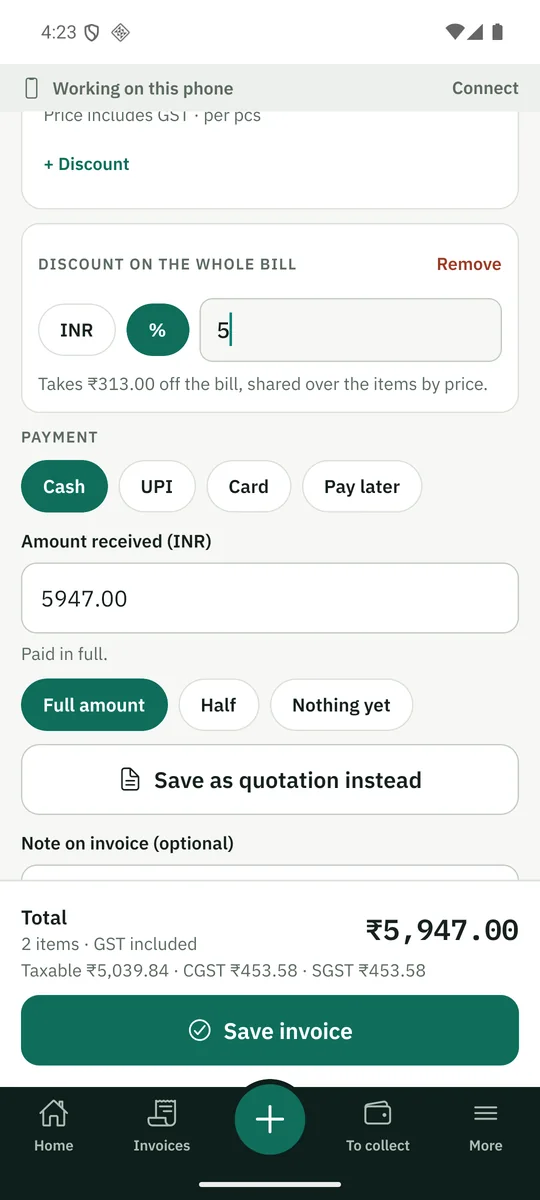 4:23
Working on this phone Connect
Price includes GST · per pcs
+ Discount
DISCOUNT ON THE WHOLE BILL Remove
INR % 5
Takes ₹313.00 off the bill, shared over the items by price.
PAYMENT
Cash UPI Card Pay later
Amount received (INR)
5947.00
Paid in full.
Full amount Half Nothing yet
Save as quotation instead
Note on invoice (optional)
Total ₹5,947.00
2 items · GST included
Taxable ₹5,039.84 · CGST ₹453.58 · SGST ₹453.58
Save invoice
Home Invoices To collect More